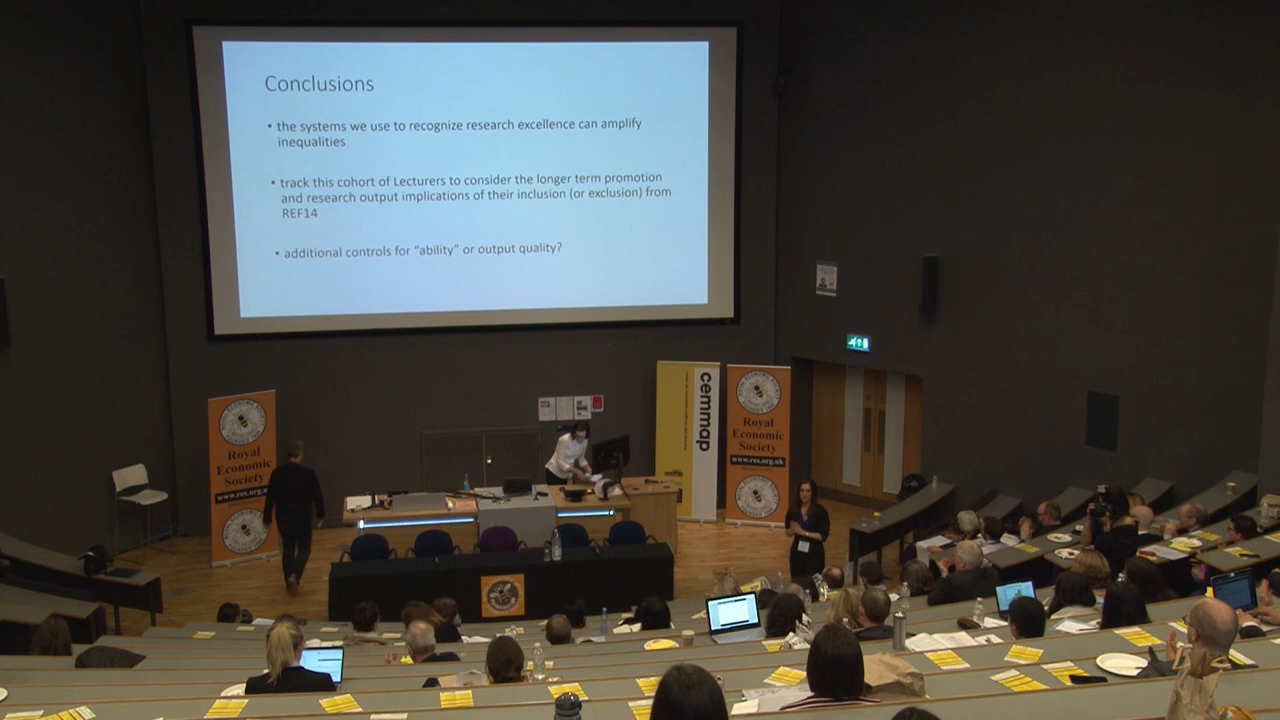 Conclusions
• the systems we use to recognize research excellence can amplify
inequalities
• track this cohort of Lecturers to consider the longer term promotion
and research output implications of their inclusion (or exclusion) from
REF14
• additional controls for “ability” or output quality?
cemmap
Royal
Economic
Society
www.res.org.uk
Royal
Economic
Society
www.res.org.uk